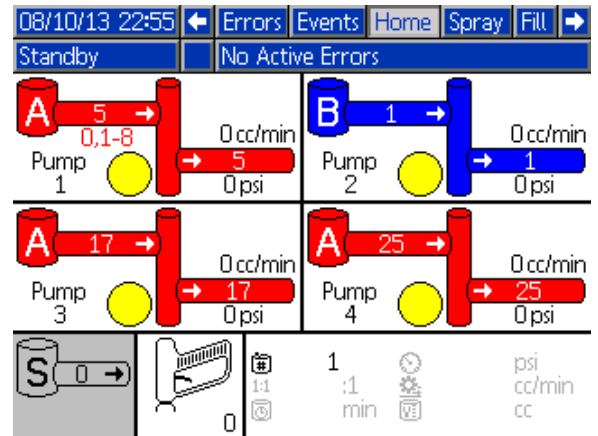 08/10/13 22:55 Errors Events Home Spray Fill
Standby No Active Errors
A 5
0,1-8
0 cc/min
Pump 1
5
0 psi
B 1
0 cc/min
Pump 2
1
0 psi
A 17
0 cc/min
Pump 3
17
0 psi
A 25
0 cc/min
Pump 4
25
0 psi
S 0
0
# 1 psi
1:1 :1 cc/min
min cc